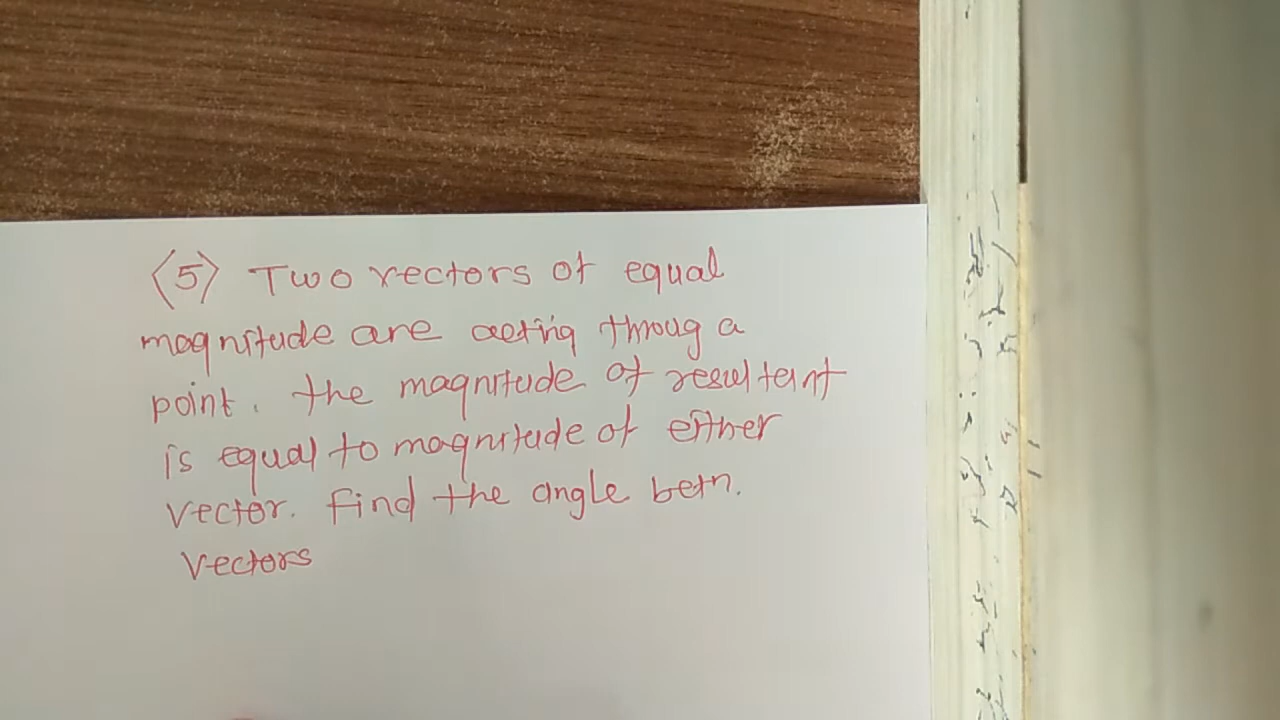 (5) Two vectors of equal
magnitude are acting throug a
point. the magnitude of resultant
is equal to magnitude of either
vector. find the angle betn.
vectors